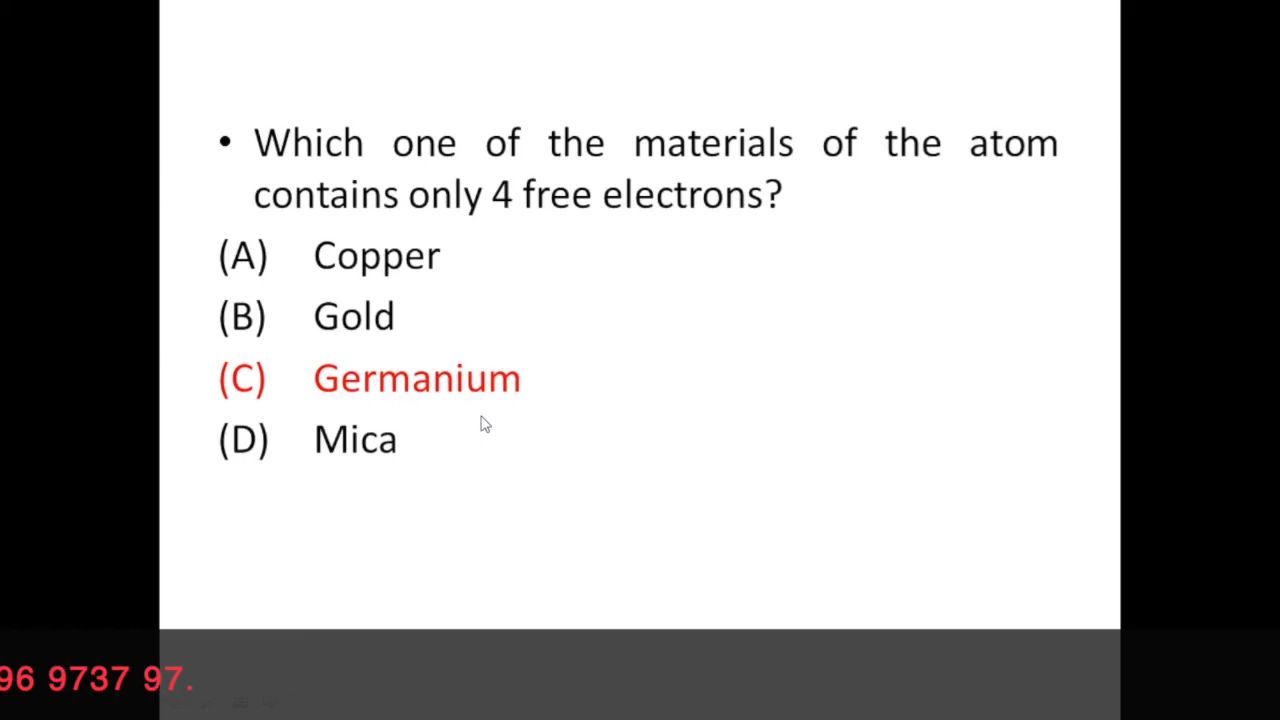 • Which one of the materials of the atom
contains only 4 free electrons?
(A) Copper
(B) Gold
(C) Germanium
(D) Mica
96 9737 97.